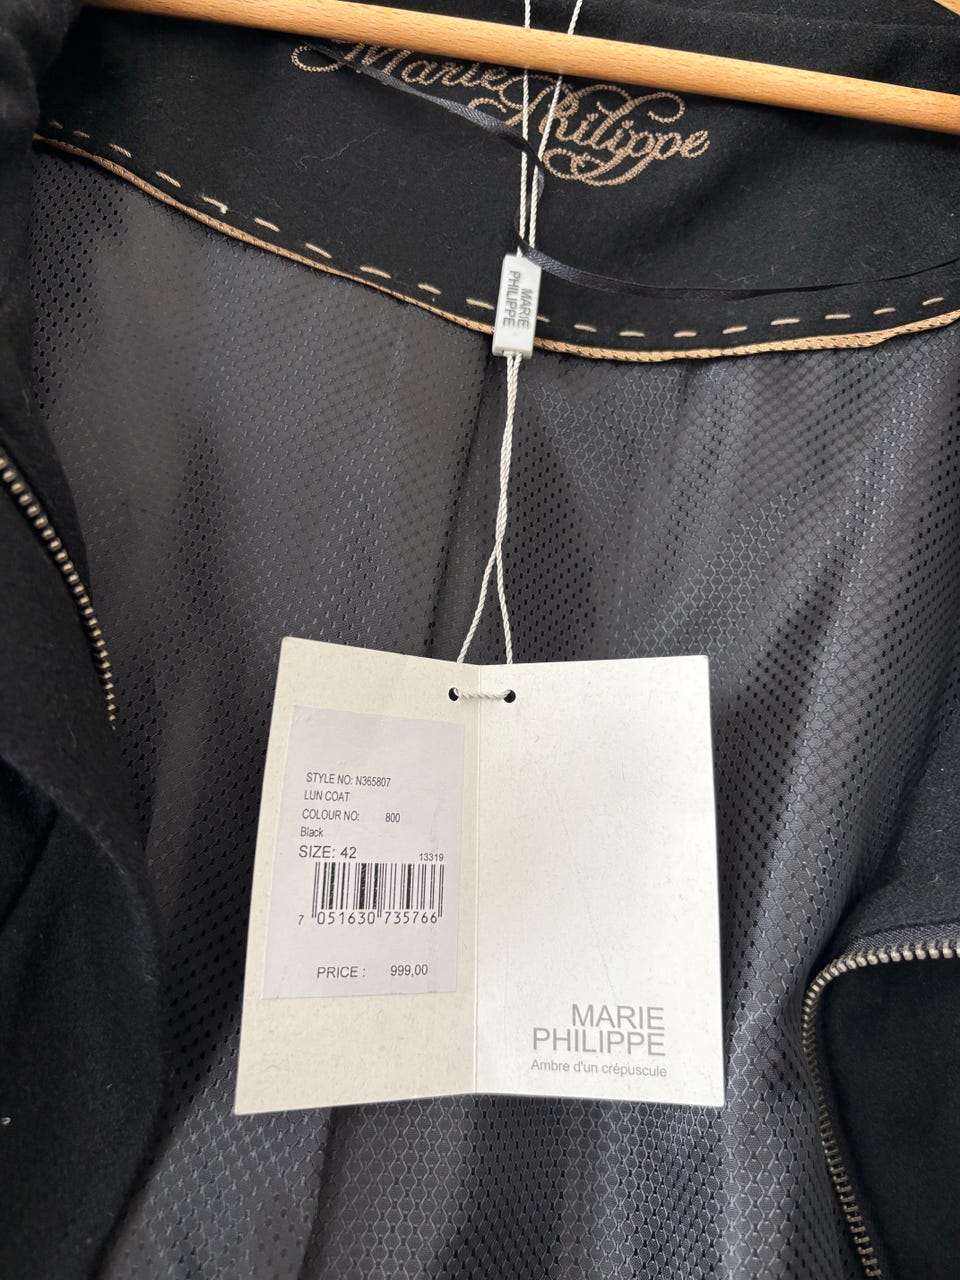 Marie Philippe
MARIE
PHILIPPE
STYLE NO: N365807
LUN COAT
COLOUR NO: 800
Black
SIZE: 42 13319
7 051630 735766
PRICE : 999,00
MARIE
PHILIPPE
Ambre d'un crépuscule